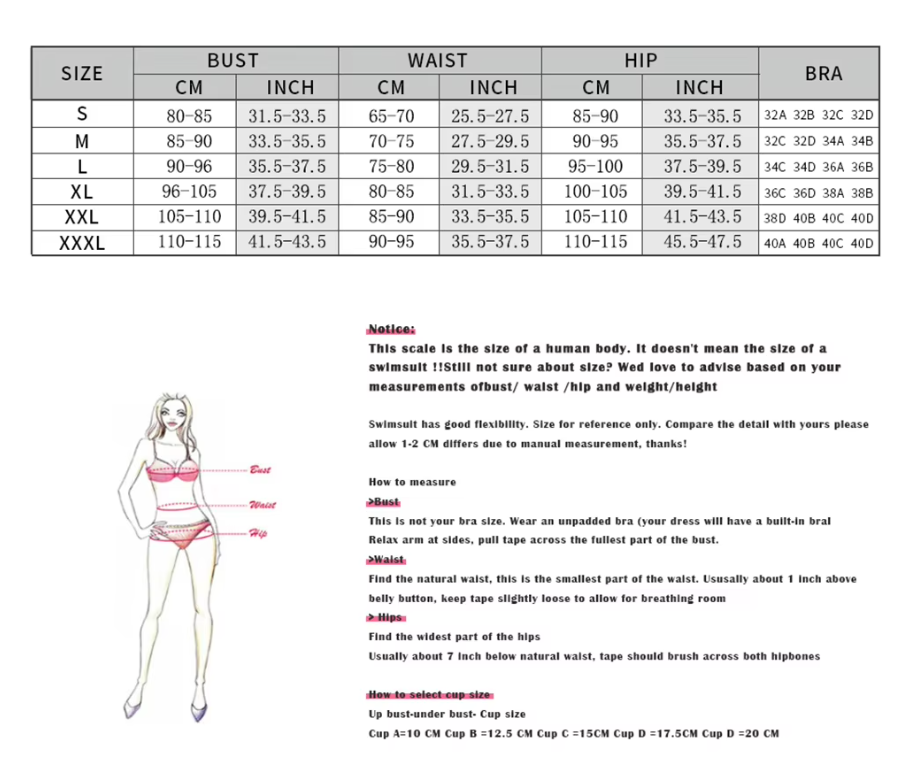 SIZE BUST WAIST HIP BRA
CM INCH CM INCH CM INCH
S 80-85 31.5-33.5 65-70 25.5-27.5 85-90 33.5-35.5 32A 32B 32C 32D
M 85-90 33.5-35.5 70-75 27.5-29.5 90-95 35.5-37.5 32C 32D 34A 34B
L 90-96 35.5-37.5 75-80 29.5-31.5 95-100 37.5-39.5 34C 34D 36A 36B
XL 96-105 37.5-39.5 80-85 31.5-33.5 100-105 39.5-41.5 36C 36D 38A 38B
XXL 105-110 39.5-41.5 85-90 33.5-35.5 105-110 41.5-43.5 38D 40B 40C 40D
XXXL 110-115 41.5-43.5 90-95 35.5-37.5 110-115 45.5-47.5 40A 40B 40C 40D
Notice:
This scale is the size of a human body. It doesn't mean the size of a
swimsuit !!Still not sure about size? Wed love to advise based on your
measurements ofbust/ waist /hip and weight/height
Swimsuit has good flexibility. Size for reference only. Compare the detail with yours please
allow 1-2 CM differs due to manual measurement, thanks!
How to measure
>Bust
This is not your bra size. Wear an unpadded bra (your dress will have a built-in bral
Relax arm at sides, pull tape across the fullest part of the bust.
>Waist
Find the natural waist, this is the smallest part of the waist. Ususally about 1 inch above
belly button, keep tape slightly loose to allow for breathing room
> Hips
Find the widest part of the hips
Usually about 7 inch below natural waist, tape should brush across both hipbones
How to select cup size
Up bust-under bust- Cup size
Cup A=10 CM Cup B =12.5 CM Cup C =15CM Cup D =17.5CM Cup D =20 CM
Bust
Waist
Hip